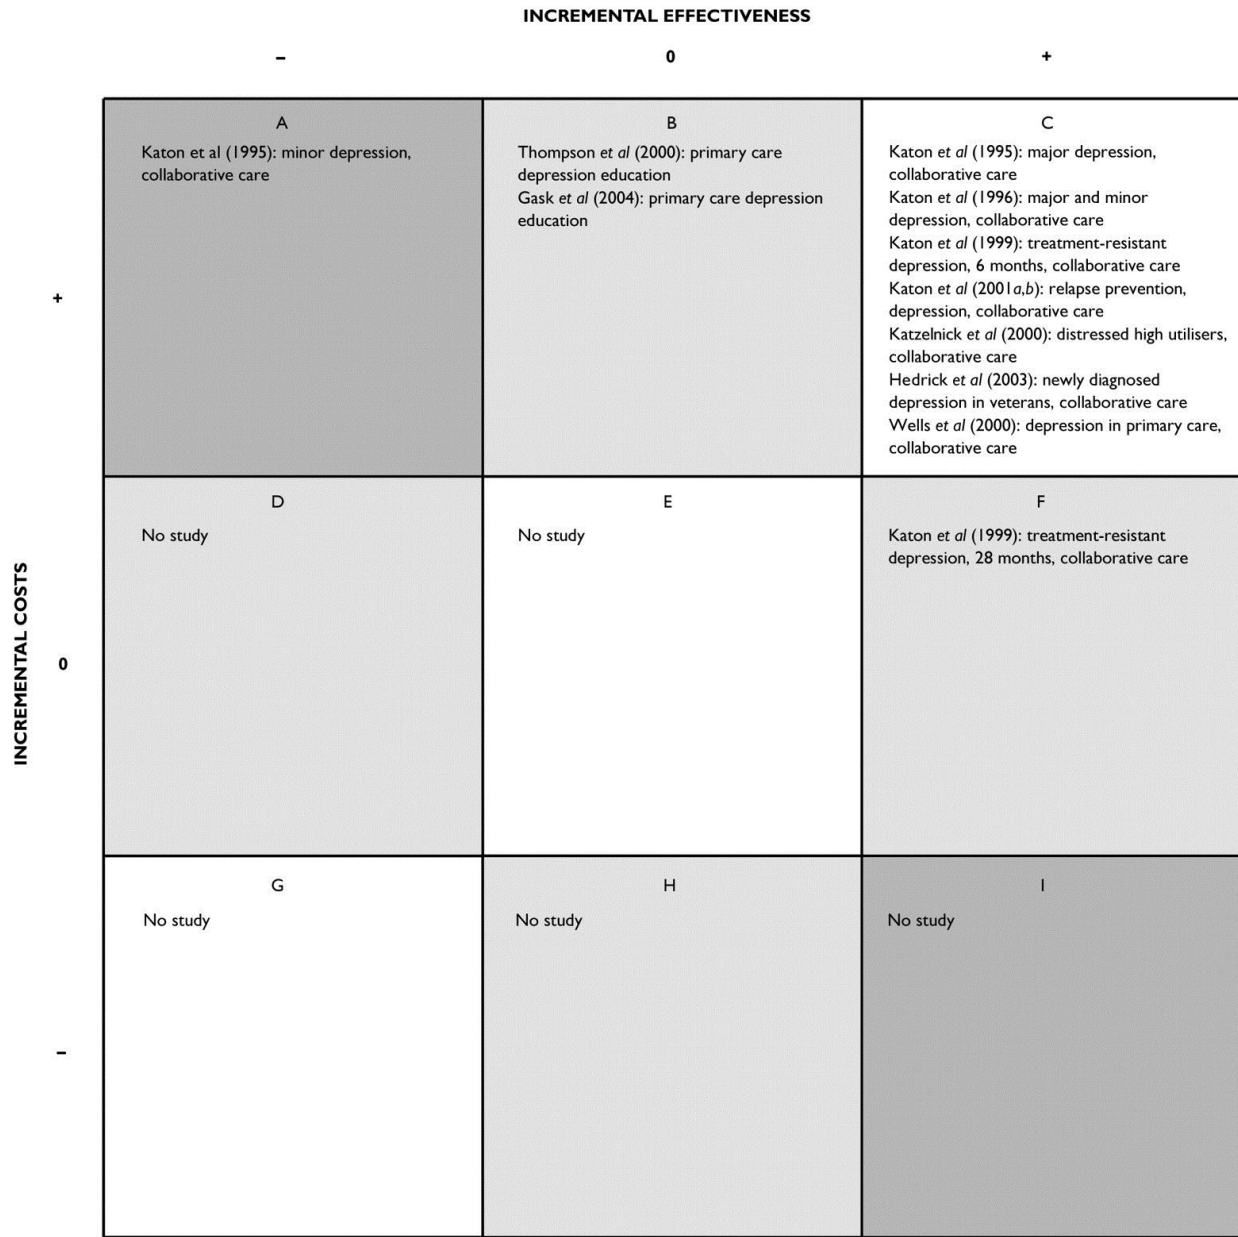 INCREMENTAL EFFECTIVENESS
– 0 +
A
Katon et al (1995): minor depression,
collaborative care
B
Thompson et al (2000): primary care
depression education
Gask et al (2004): primary care depression
education
C
Katon et al (1995): major depression,
collaborative care
Katon et al (1996): major and minor
depression, collaborative care
Katon et al (1999): treatment-resistant
depression, 6 months, collaborative care
Katon et al (2001a,b): relapse prevention,
depression, collaborative care
Katzelnick et al (2000): distressed high utilisers,
collaborative care
Hedrick et al (2003): newly diagnosed
depression in veterans, collaborative care
Wells et al (2000): depression in primary care,
collaborative care
+
INCREMENTAL COSTS
0
D
No study
E
No study
F
Katon et al (1999): treatment-resistant
depression, 28 months, collaborative care
–
G
No study
H
No study
I
No study